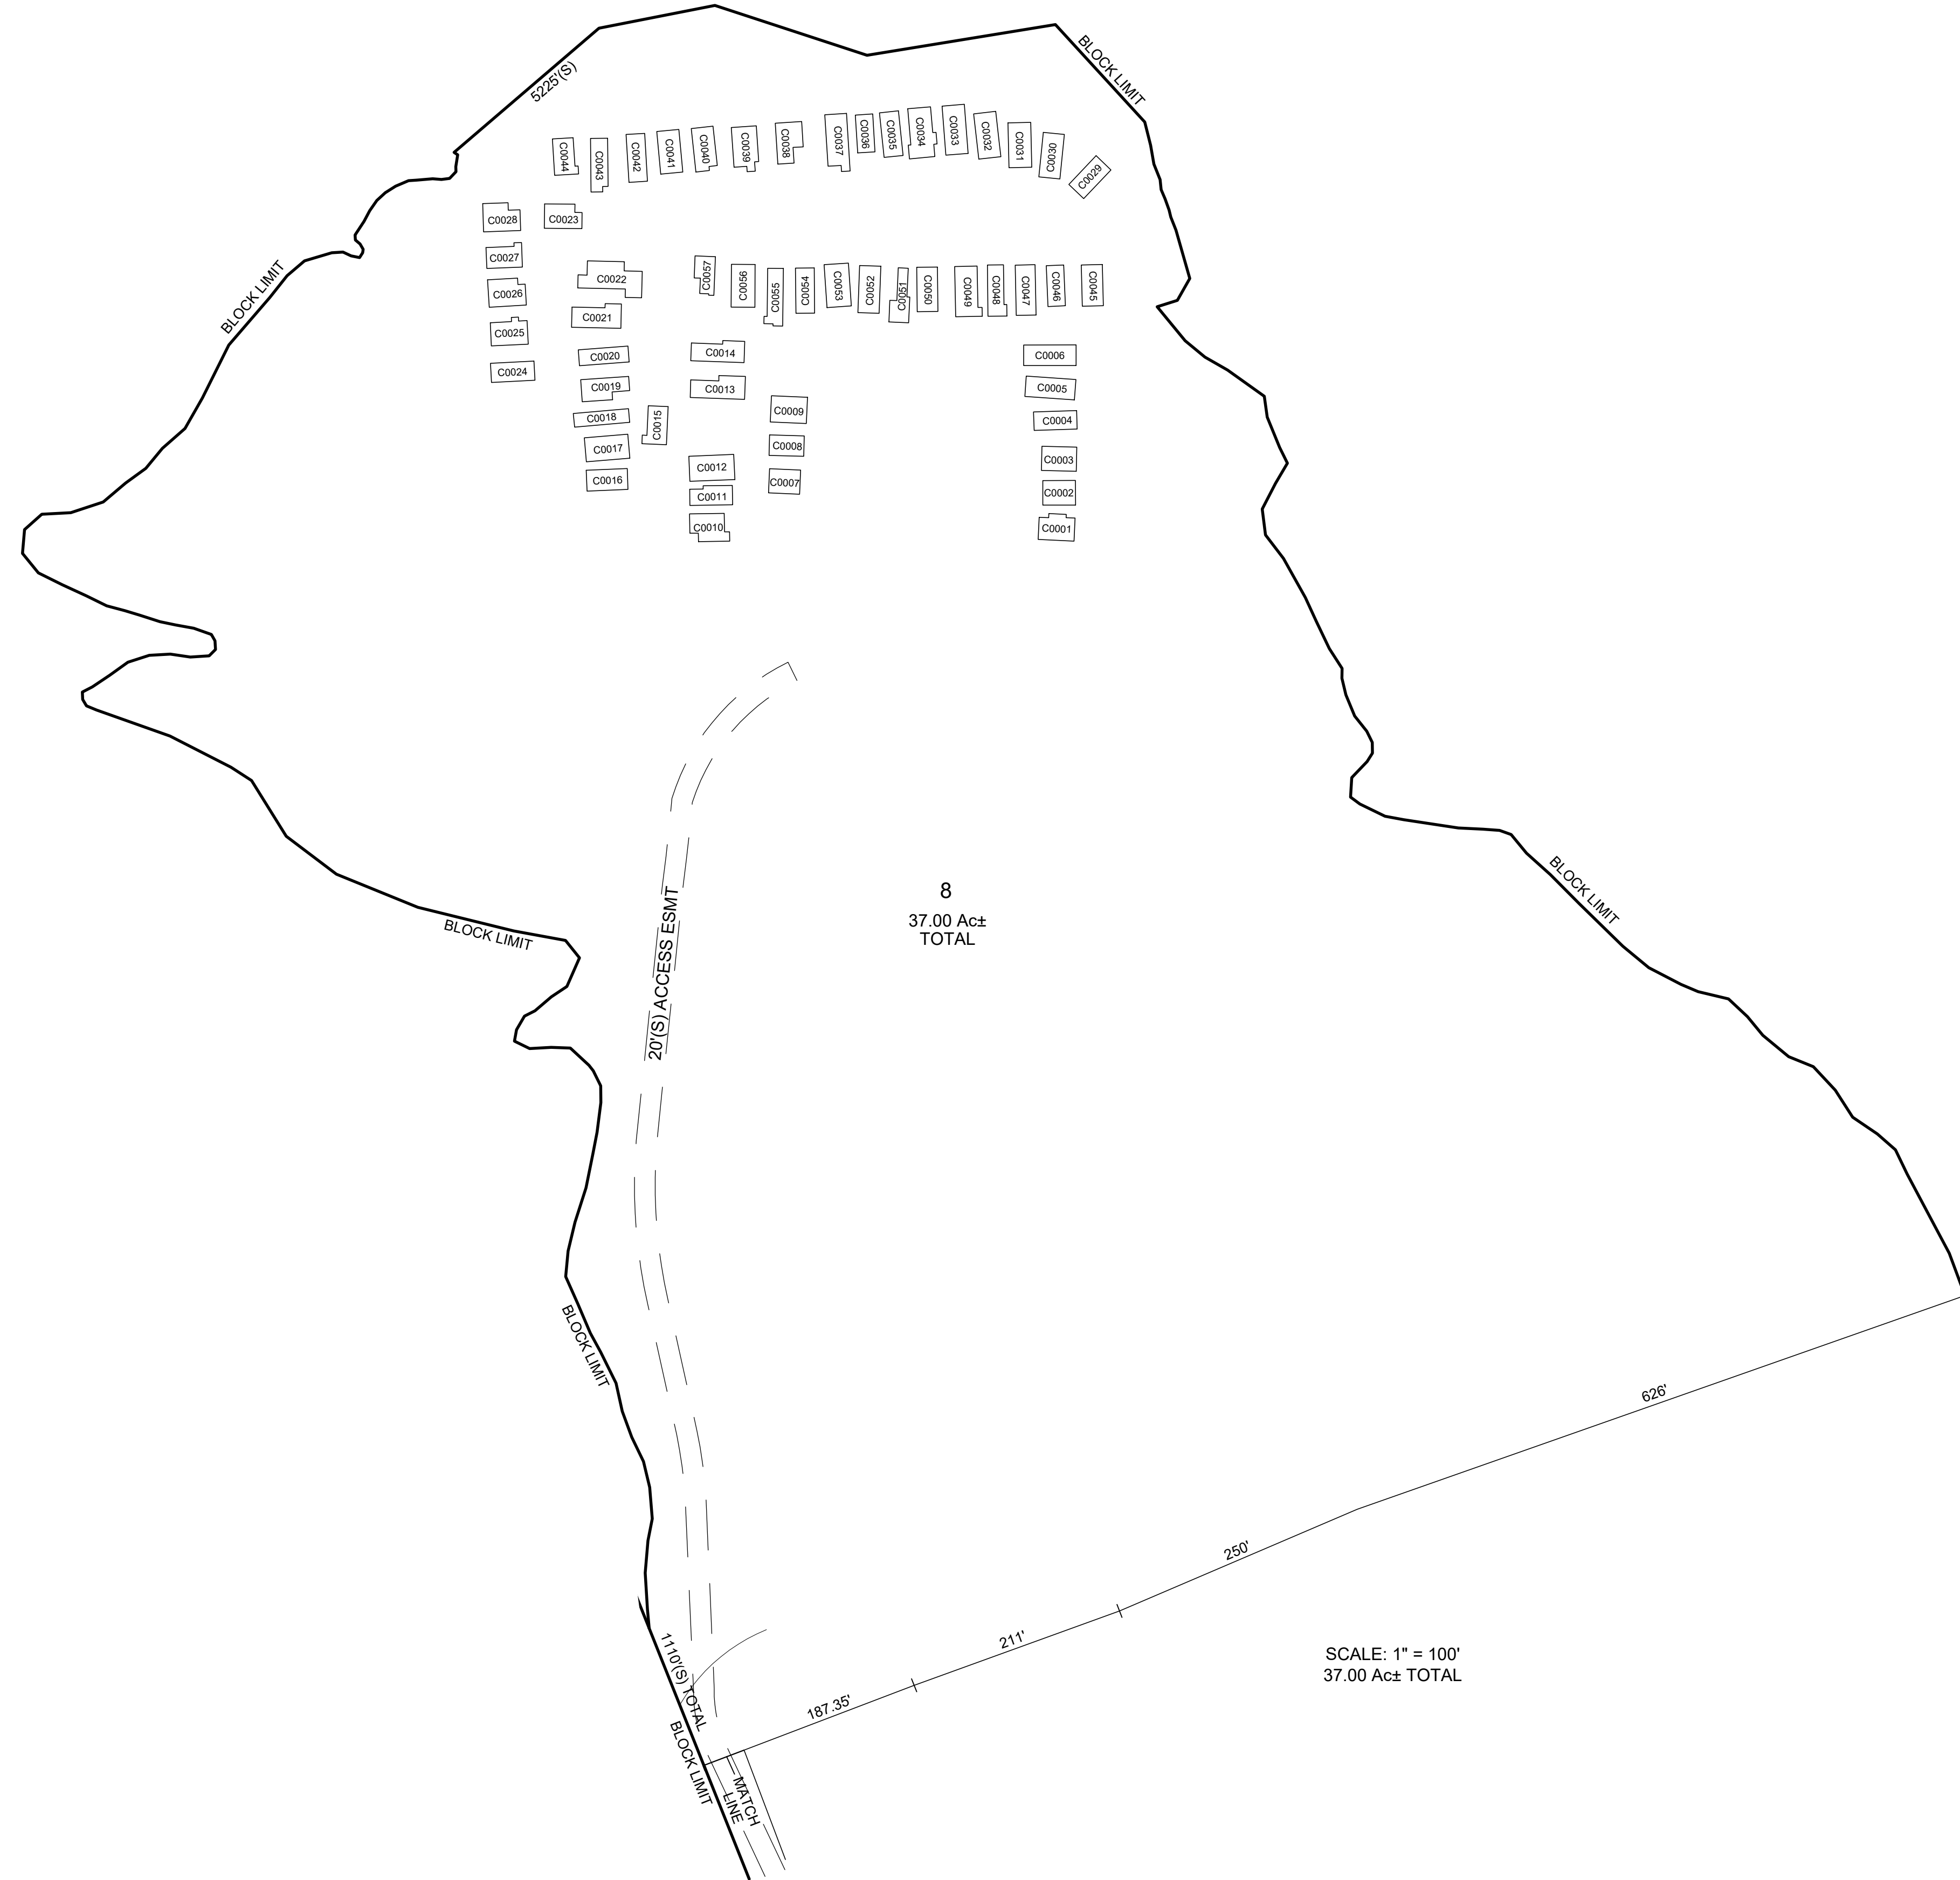 5225'(S)
BLOCK LIMIT
C0044
C0043
C0042
C0041
C0040
C0039
C0038
C0037
C0036
C0035
C0034
C0033
C0032
C0031
C0030
C0029
C0028
C0023
C0027
C0022
C0057
C0056
C0055
C0054
C0053
C0052
C0051
C0050
C0049
C0048
C0047
C0046
C0045
BLOCK LIMIT
C0026
C0021
C0025
C0020
C0014
C0006
C0024
C0019
C0013
C0005
C0018
C0015
C0009
C0004
C0017
C0008
C0003
C0012
C0016
C0007
C0011
C0002
C0010
C0001
8
37.00 Ac±
TOTAL
BLOCK LIMIT
BLOCK LIMIT
20'(S) ACCESS ESMT
BLOCK LIMIT
626'
250'
211'
187.35'
SCALE: 1" = 100'
37.00 Ac± TOTAL
1110'(S) TOTAL
BLOCK LIMIT
MATCH
LINE